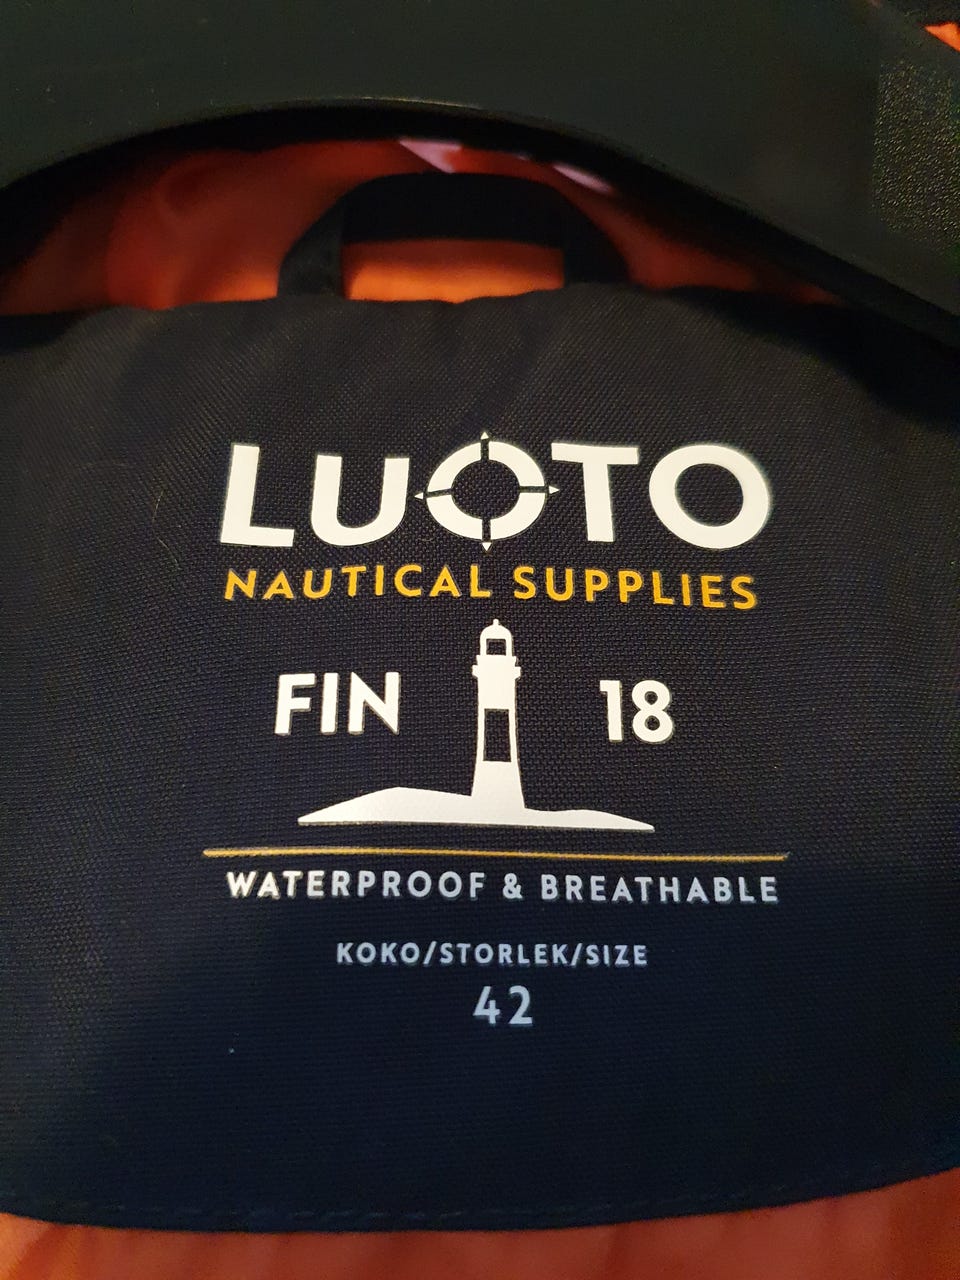 LUOTO
NAUTICAL SUPPLIES
FIN 18
WATERPROOF & BREATHABLE
KOKO/STORLEK/SIZE
42